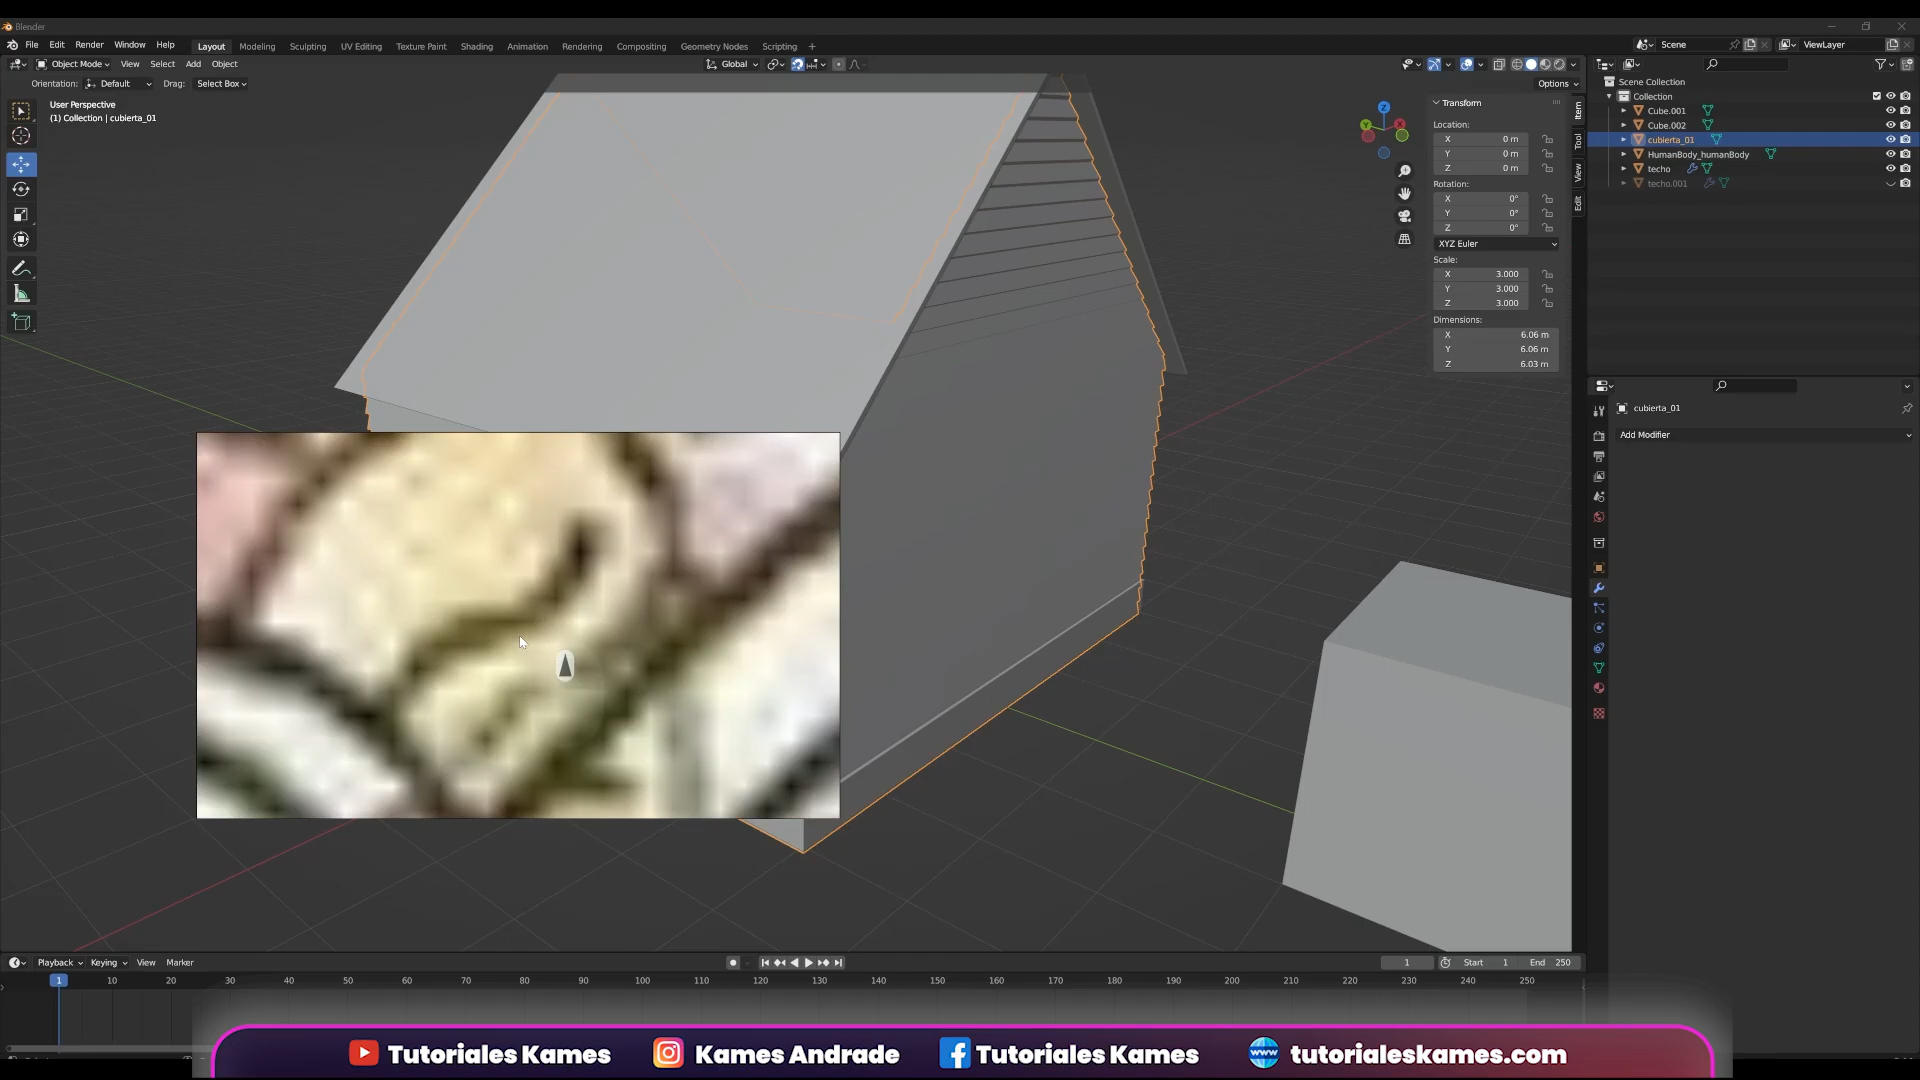 Blender
File Edit Render Window Help
Layout Modeling Sculpting UV Editing Texture Paint Shading Animation Rendering Compositing Geometry Nodes Scripting +
Scene
ViewLayer
Object Mode View Select Add Object
Global
Orientation: Default Drag: Select Box
Options
User Perspective
(1) Collection | cubierta_01
Transform
Location:
X 0 m
Y 0 m
Z 0 m
Rotation:
X 0°
Y 0°
Z 0°
XYZ Euler
Scale:
X 3.000
Y 3.000
Z 3.000
Dimensions:
X 6.06 m
Y 6.06 m
Z 6.03 m
Item
Tool
View
Edit
Z
Y
X
Scene Collection
Collection
Cube.001
Cube.002
cubierta_01
HumanBody_humanBody
techo
techo.001
cubierta_01
Add Modifier
Playback Keying View Marker
1 Start 1 End 250
1 10 20 30 40 50 60 70 80 90 100 110 120 130 140 150 160 170 180 190 200 210 220 230 240 250
Tutoriales Kames Kames Andrade Tutoriales Kames www tutorialeskames.com